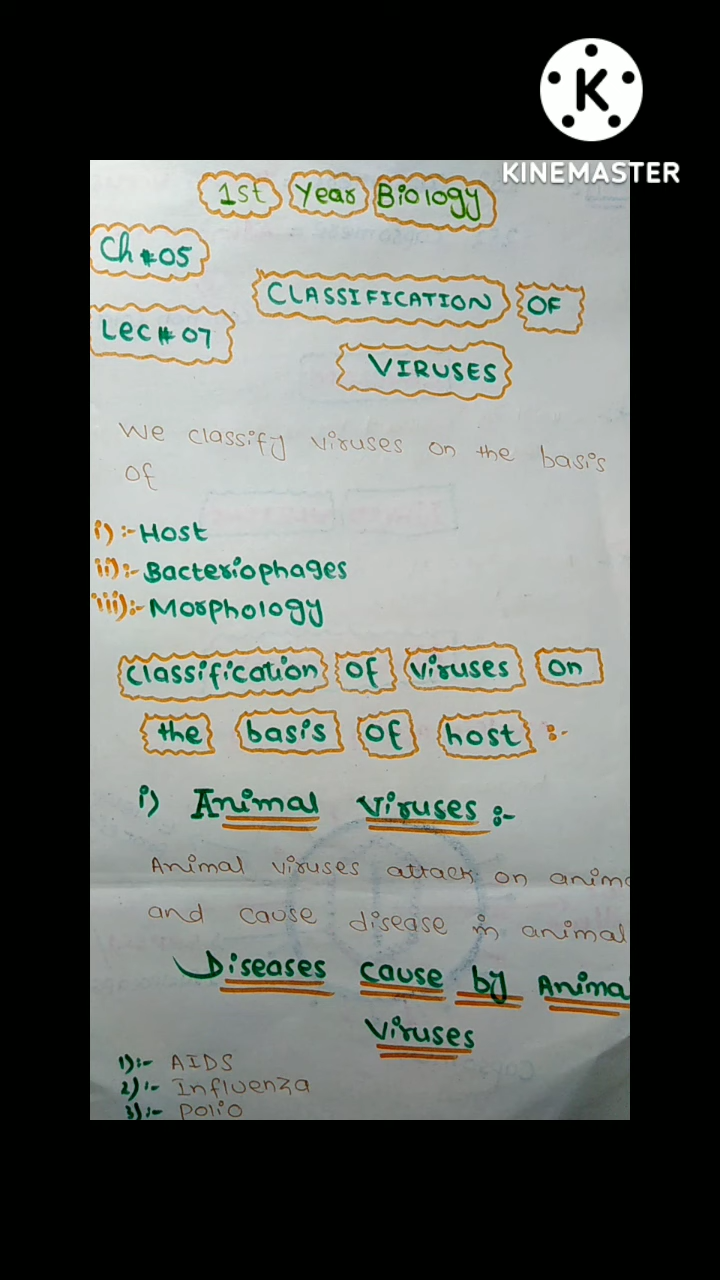 K
KINEMASTER
1st Year Biology
Ch # 05
CLASSIFICATION OF
Lec # 07
VIRUSES
We classify viruses on the basis
of
i) :- Host
ii) :- Bacteriophages
iii) :- Morphology
Classification of viruses on
the basis of host :-
i) Animal Viruses :-
Animal viruses attack on anima
and cause disease in animal
Diseases cause by Anima
Viruses
1) :- AIDS
2) :- Influenza
3) :- Polio